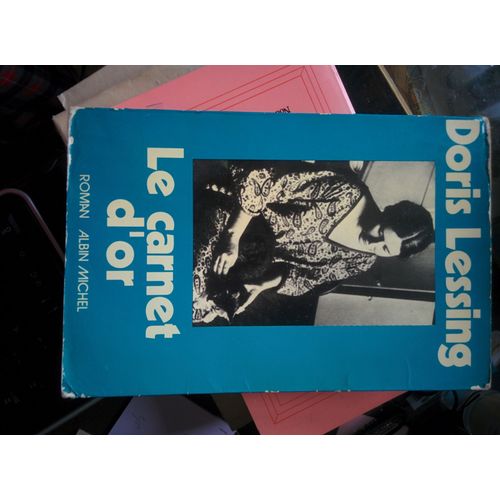 Doris Lessing
Le carnet
d'or
ROMAN ALBIN MICHEL